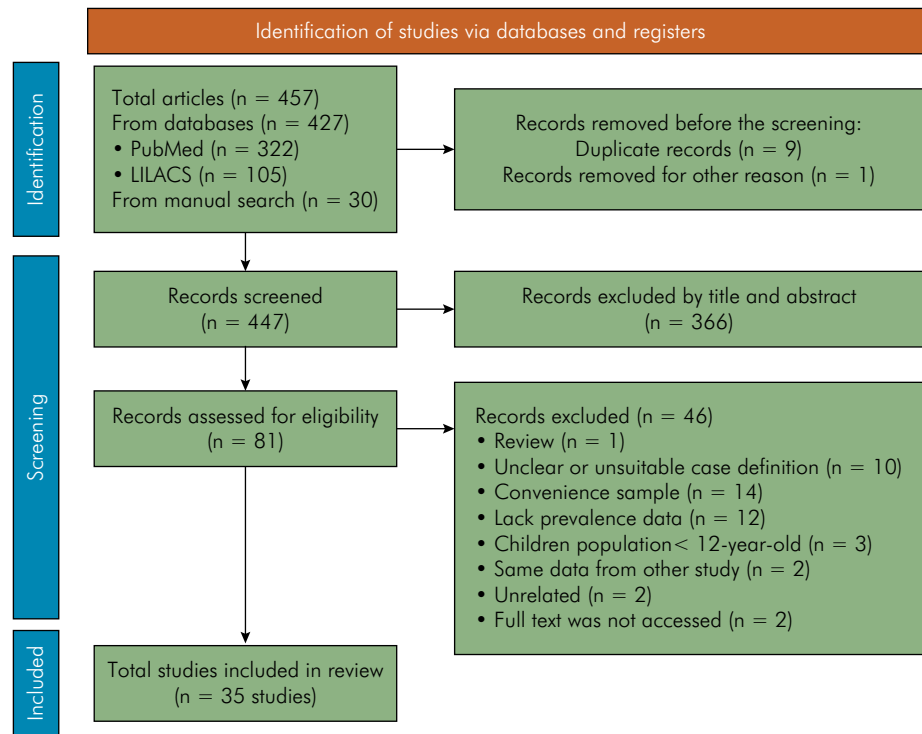 Identification of studies via databases and registers
Identification
Total articles (n = 457)
From databases (n = 427)
• PubMed (n = 322)
• LILACS (n = 105)
From manual search (n = 30)
Records removed before the screening:
Duplicate records (n = 9)
Records removed for other reason (n = 1)
Screening
Records screened
(n = 447)
Records excluded by title and abstract
(n = 366)
Records assessed for eligibility
(n = 81)
Records excluded (n = 46)
• Review (n = 1)
• Unclear or unsuitable case definition (n = 10)
• Convenience sample (n = 14)
• Lack prevalence data (n = 12)
• Children population< 12-year-old (n = 3)
• Same data from other study (n = 2)
• Unrelated (n = 2)
• Full text was not accessed (n = 2)
Included
Total studies included in review
(n = 35 studies)